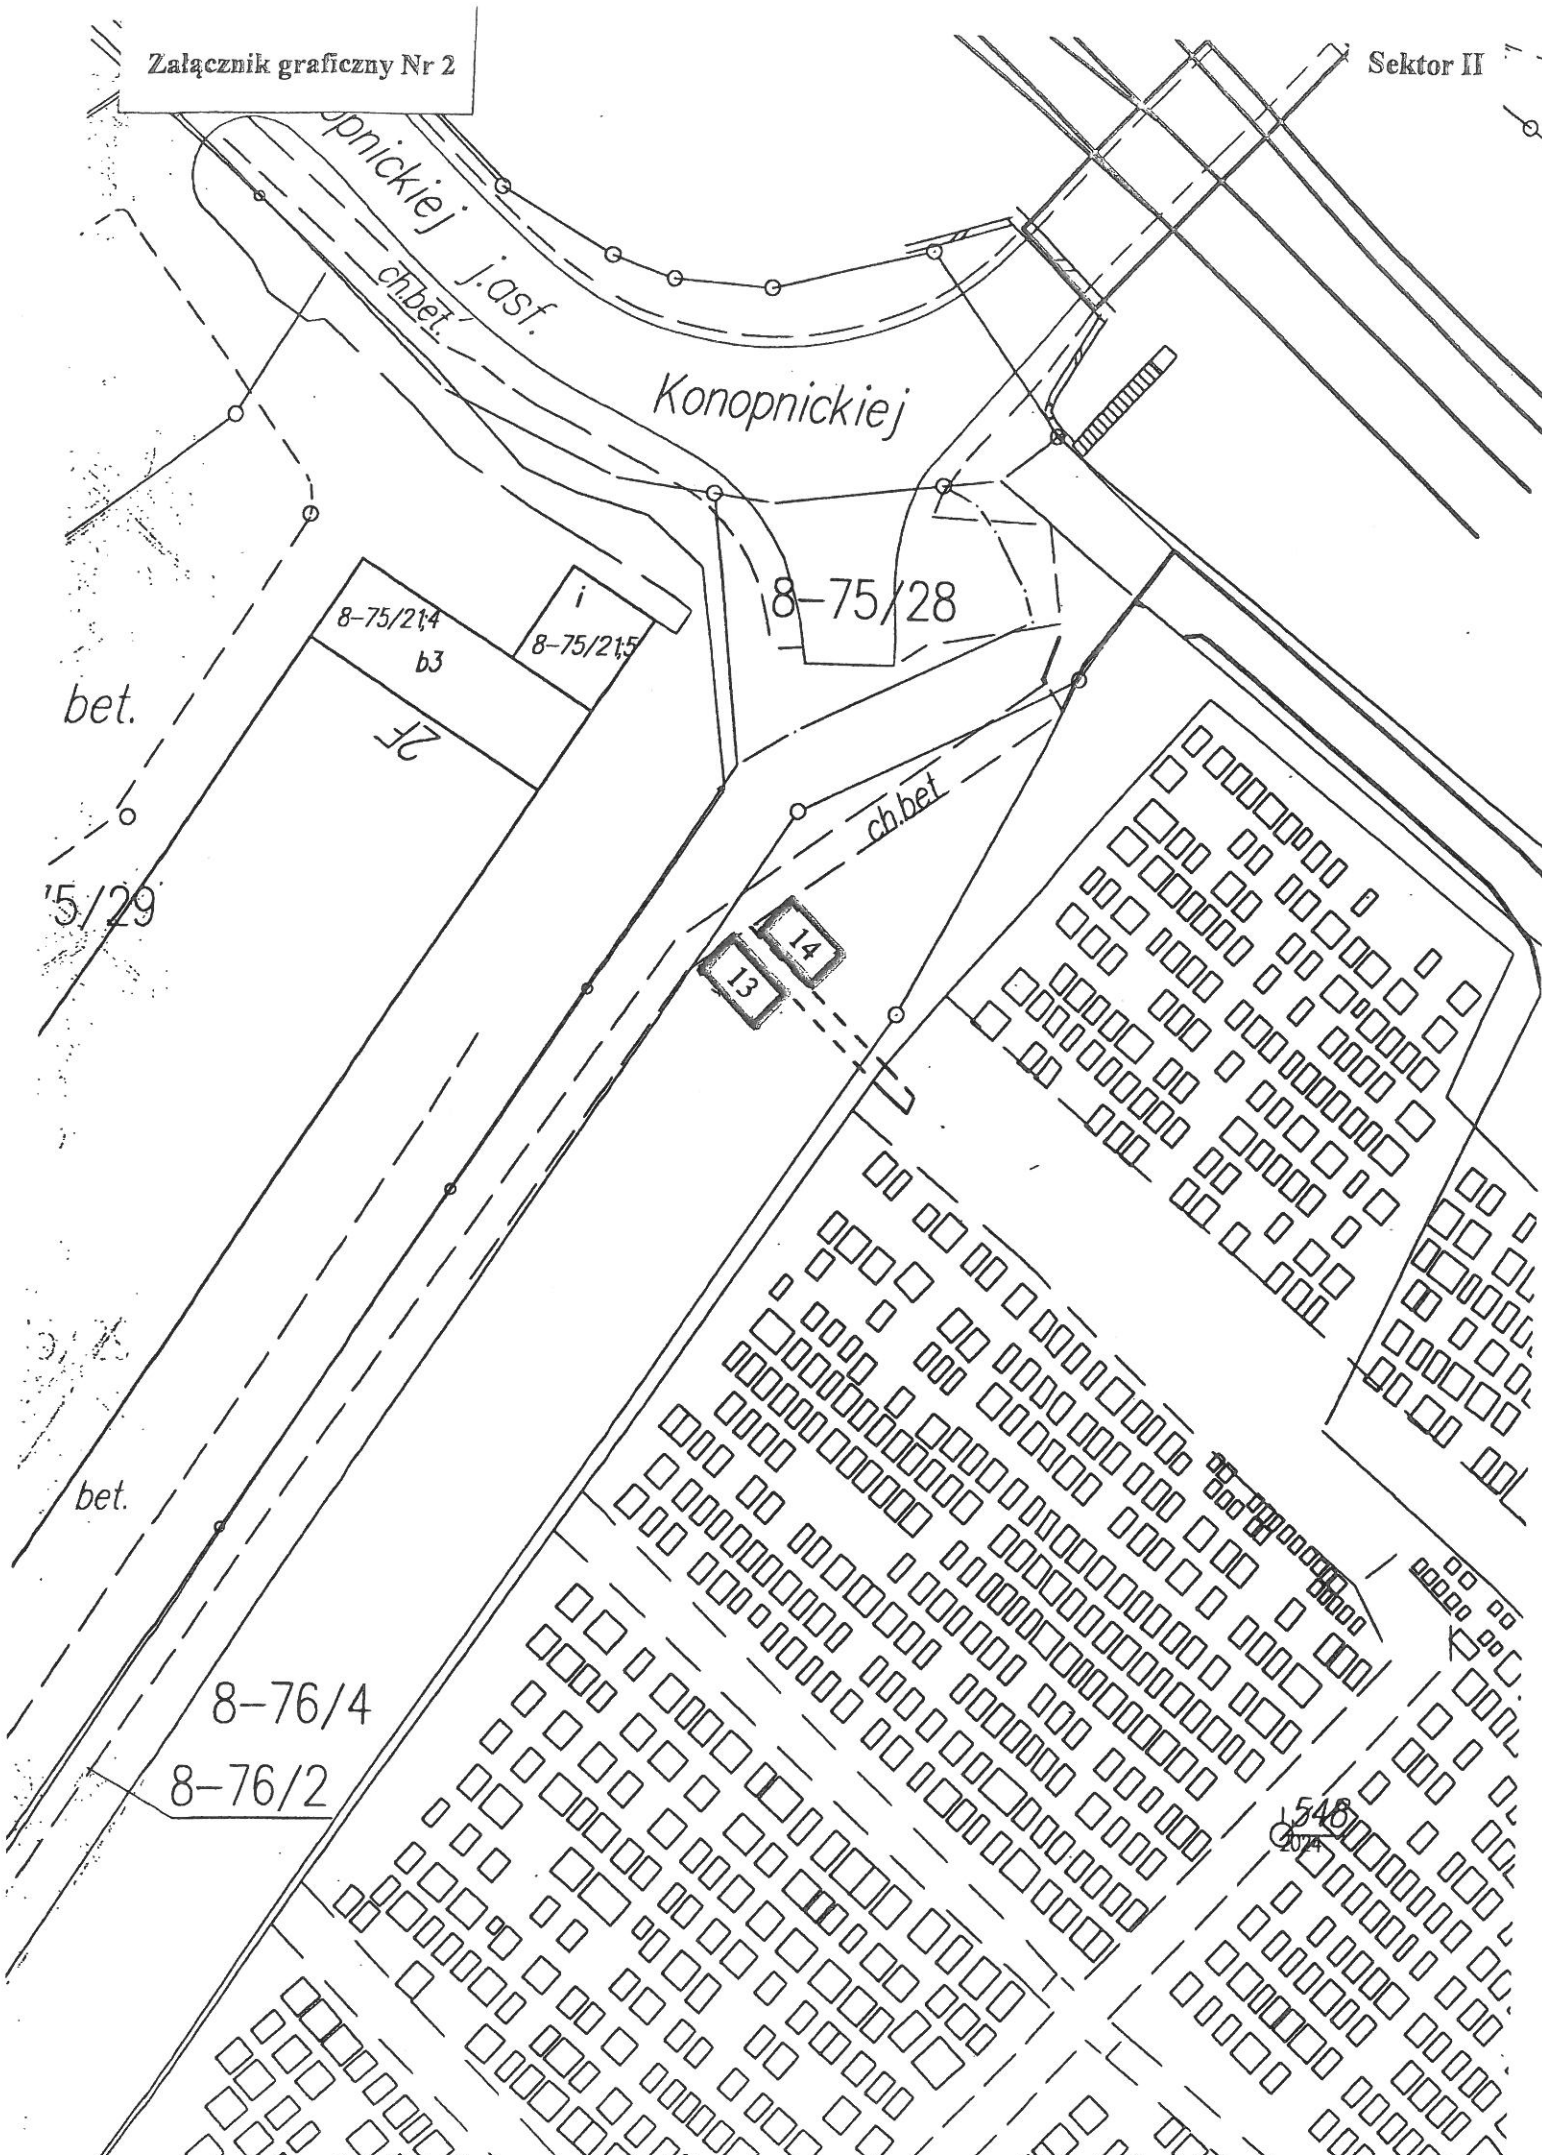 Załącznik graficzny Nr 2
Sektor II
opnickiej
j.asf.
ch.bet.
Konopnickiej
8-75/28
i
8-75/21;4
8-75/21;5
b3
bet.
2F
ch.bet
5/29
14
13
bet.
8-76/4
8-76/2
548
2024